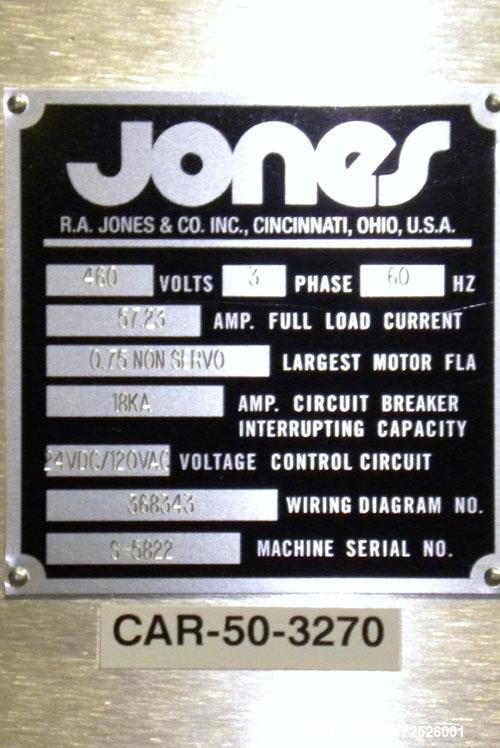 Jones
R.A. JONES & CO. INC., CINCINNATI, OHIO, U.S.A.
460 VOLTS 3 PHASE 60 HZ
57.23 AMP. FULL LOAD CURRENT
0.75 NON SERVO LARGEST MOTOR FLA
18KA AMP. CIRCUIT BREAKER
INTERRUPTING CAPACITY
24VDC/120VAC VOLTAGE CONTROL CIRCUIT
368343 WIRING DIAGRAM NO.
S-5822 MACHINE SERIAL NO.
CAR-50-3270
2526001